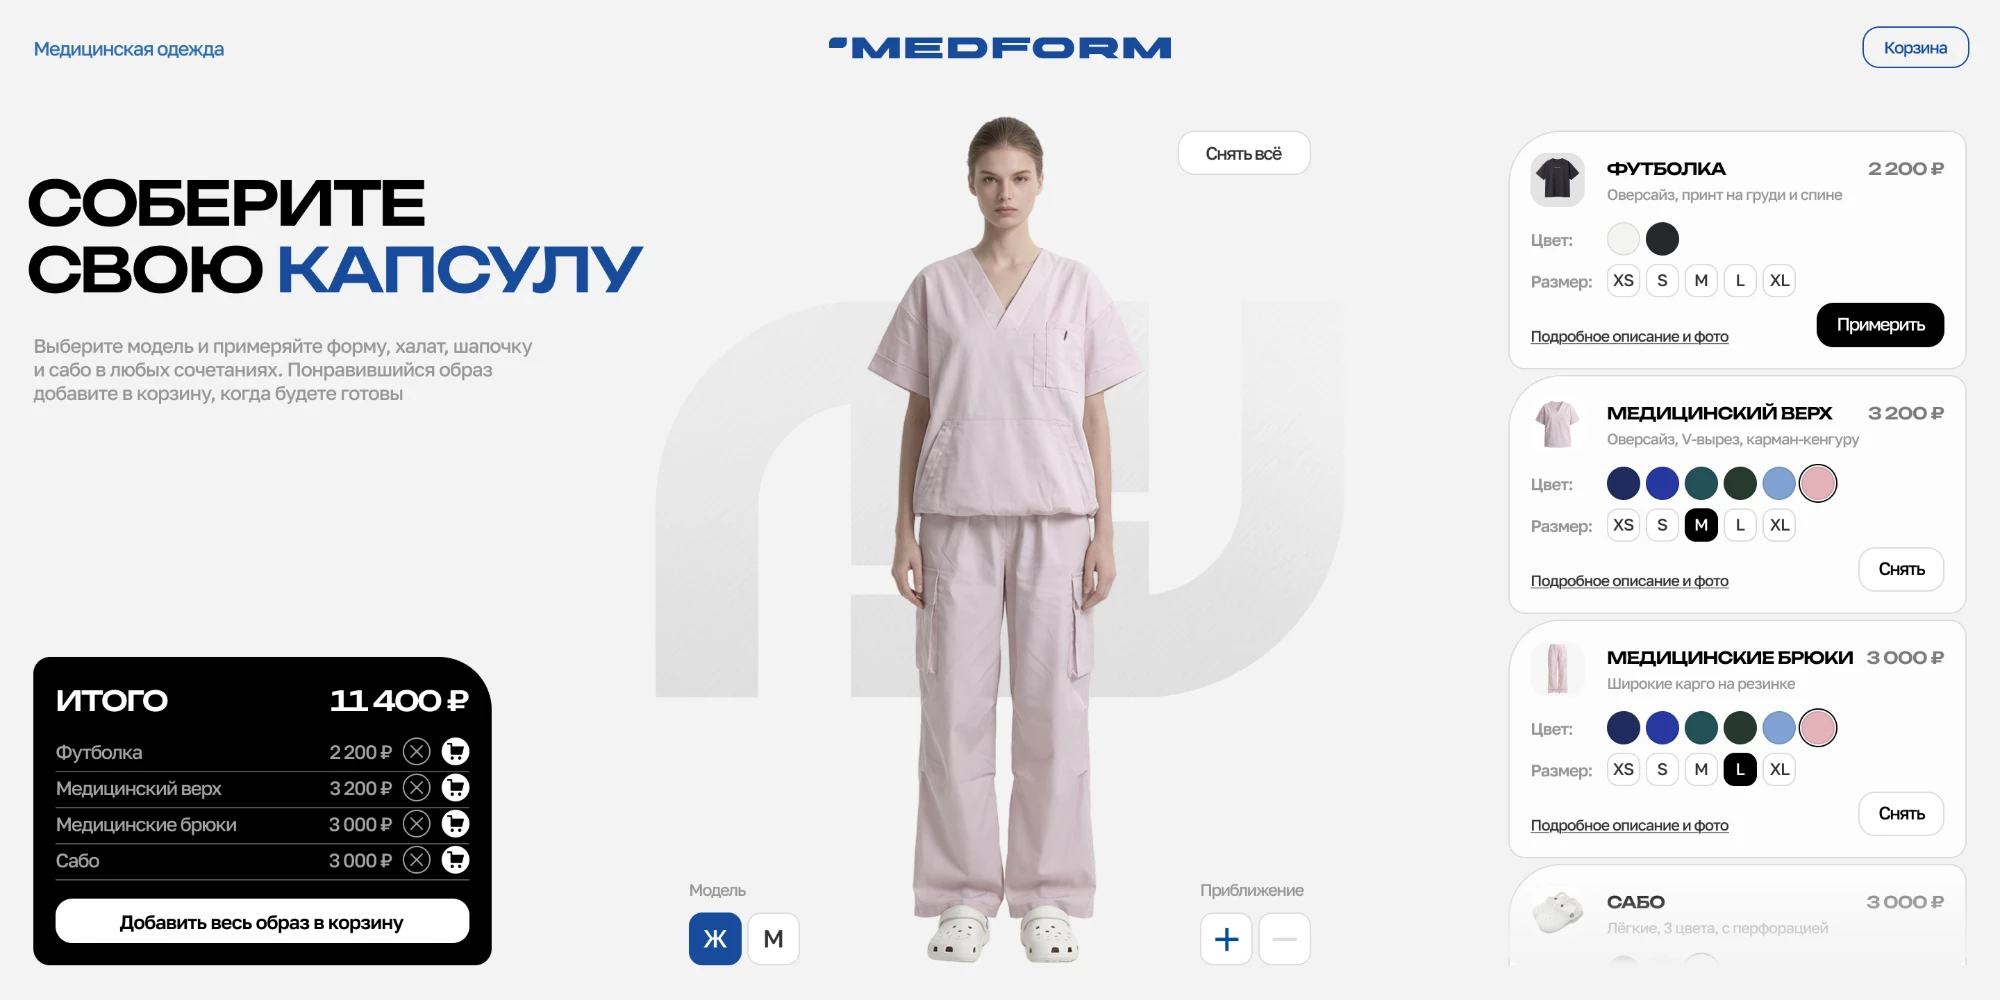 Медицинская одежда
MEDFORM
Корзина
СОБЕРИТЕ
СВОЮ КАПСУЛУ
Выберите модель и примеряйте форму, халат, шапочку
и сабо в любых сочетаниях. Понравившийся образ
добавите в корзину, когда будете готовы
ИТОГО 11 400 ₽
Футболка 2 200 ₽
Медицинский верх 3 200 ₽
Медицинские брюки 3 000 ₽
Сабо 3 000 ₽
Добавить весь образ в корзину
Снять всё
Модель
Ж М
Приближение
ФУТБОЛКА 2 200 ₽
Оверсайз, принт на груди и спине
Цвет:
Размер: XS S M L XL
Подробное описание и фото
Примерить
МЕДИЦИНСКИЙ ВЕРХ 3 200 ₽
Оверсайз, V-вырез, карман-кенгуру
Цвет:
Размер: XS S M L XL
Подробное описание и фото
Снять
МЕДИЦИНСКИЕ БРЮКИ 3 000 ₽
Широкие карго на резинке
Цвет:
Размер: XS S M L XL
Подробное описание и фото
Снять
САБО 3 000 ₽
Лёгкие, 3 цвета, с перфорацией